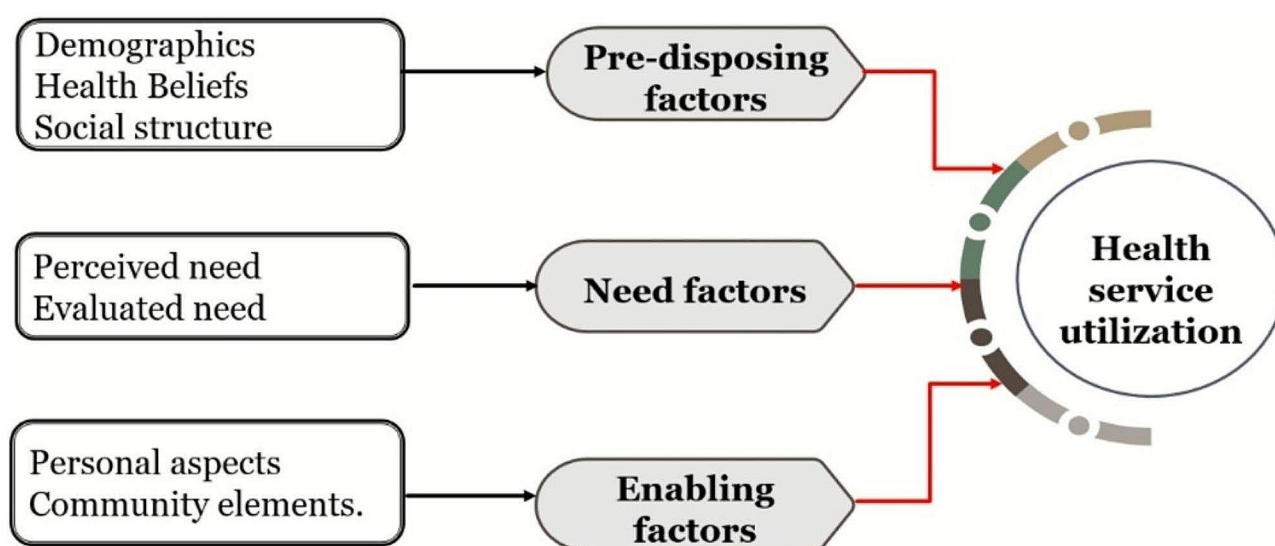 Demographics
Health Beliefs
Social structure
Pre-disposing
factors
Perceived need
Evaluated need
Need factors
Personal aspects
Community elements.
Enabling
factors
Health
service
utilization